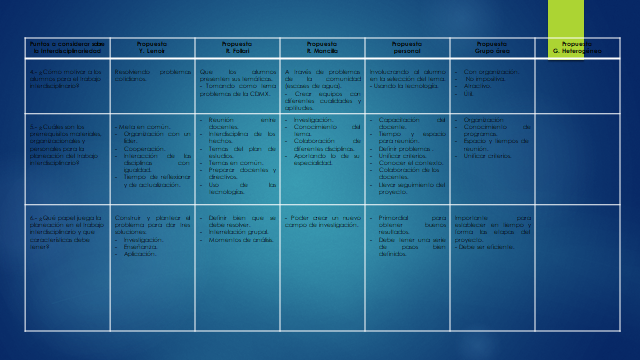 Puntos a considerar sobre
la Interdisciplinariedad
Propuesta
Y. Lenoir
Propuesta
R. Follari
Propuesta
R. Mancilla
Propuesta
personal
Propuesta
Grupo área
Propuesta
G. Heterogéneo
4.- ¿Cómo motivar a los
alumnos para el trabajo
interdisciplinario?
Resolviendo problemas
cotidianos.
Que los alumnos
presenten sus temáticas.
- Tomando como tema
problemas de la CDMX.
A través de problemas
de la comunidad
(escases de agua).
- Crear equipos con
diferentes cualidades y
aptitudes.
Involucrando al alumno
en la selección del tema.
- Usando la tecnología.
- Con organización
- No impositiva.
- Atractivo.
- Útil.
5.- ¿Cuáles son los
prerrequisitos materiales,
organizacionales y
personales para la
planeación del trabajo
interdisciplinario?
- Meta en común.
- Organización con un
líder.
- Cooperación.
- Interacción de las
disciplinas con
igualdad.
- Tiempo de reflexionar
y de actualización.
- Reunión entre
docentes.
- Interdisciplina de los
hechos.
- Temas del plan de
estudios.
- Temas en común.
- Preparar docentes y
directivos.
- Uso de las
tecnologías.
- Investigación.
- Conocimiento del
tema.
- Colaboración de
diferentes disciplinas.
- Aportando lo de su
especialidad.
- Capacitación del
docente.
- Tiempo y espacio
para reunión.
- Definir problemas .
- Unificar criterios.
- Conocer el contexto.
- Colaboración de los
docentes.
- Llevar seguimiento del
proyecto.
- Organización
- Conocimiento de
programas.
- Espacio y tiempos de
reunión.
- Unificar criterios.
6.- ¿Qué papel juega la
planeación en el trabajo
interdisciplinario y qué
características debe
tener?
Construir y plantear el
problema para dar tres
soluciones.
- Investigación.
- Enseñanza.
- Aplicación.
- Definir bien que se
debe resolver.
- Interrelación grupal.
- Momentos de análisis.
- Poder crear un nuevo
campo de investigación.
- Primordial para
obtener buenos
resultados.
- Debe tener una serie
de pasos bien
definidos.
Importante para
establecer en tiempo y
forma las etapas del
proyecto.
- Debe ser eficiente.